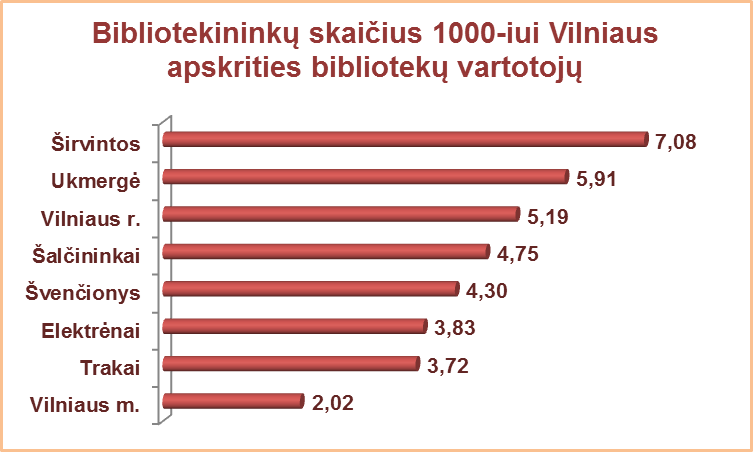 Bibliotekininkų skaičius 1000-iui Vilniaus
apskrities bibliotekų vartotojų
Širvintos 7,08
Ukmergė 5,91
Vilniaus r. 5,19
Šalčininkai 4,75
Švenčionys 4,30
Elektrėnai 3,83
Trakai 3,72
Vilniaus m. 2,02